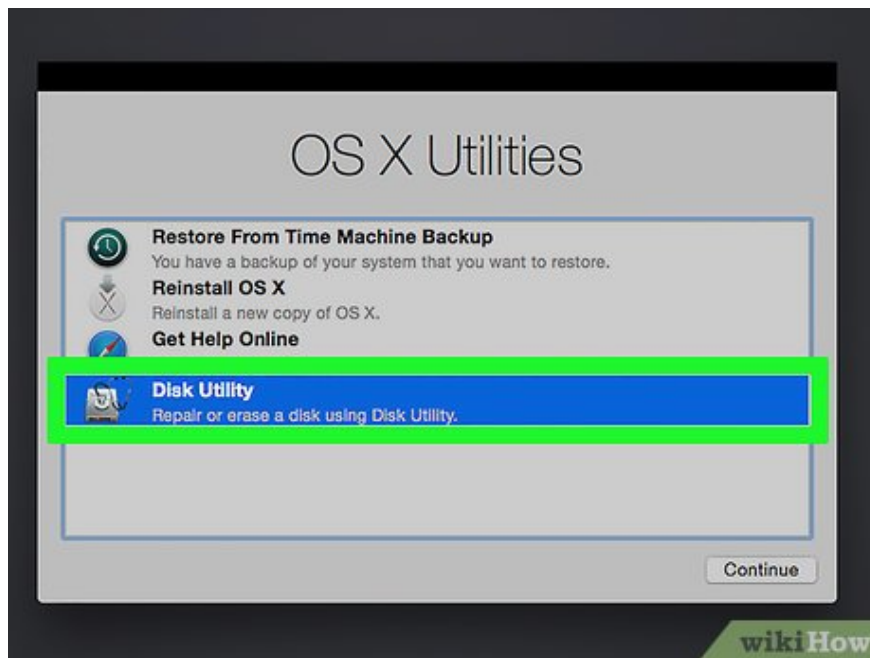 OS X Utilities
Restore From Time Machine Backup
You have a backup of your system that you want to restore.
Reinstall OS X
Reinstall a new copy of OS X.
Get Help Online
Disk Utility
Repair or erase a disk using Disk Utility.
Continue
wikiHow